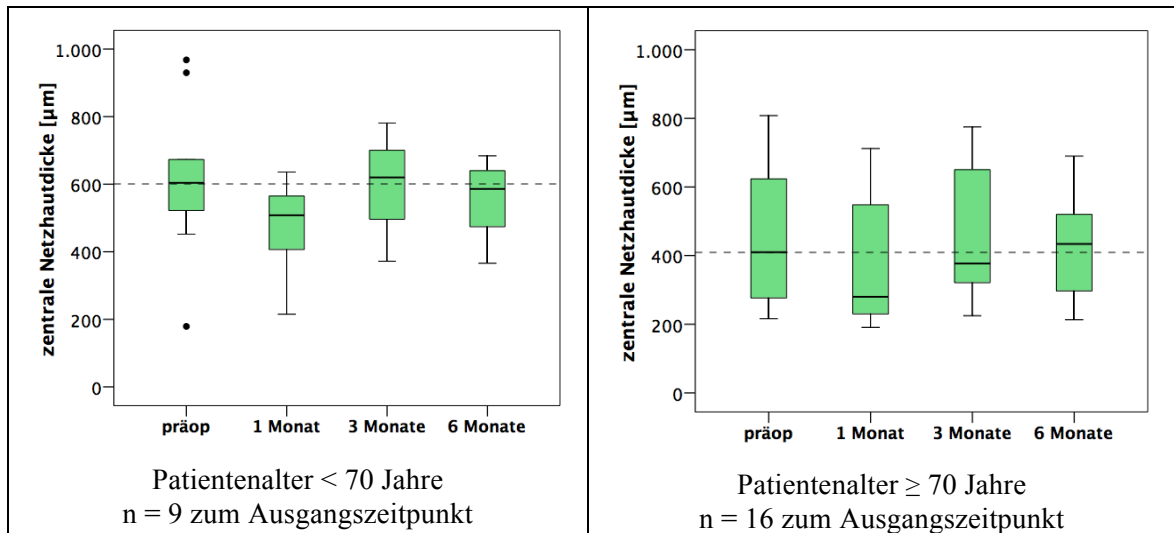 zentrale Netzhautdicke [µm]
1.000
800
600
400
200
0
präop 1 Monat 3 Monate 6 Monate
Patientenalter < 70 Jahre
n = 9 zum Ausgangszeitpunkt
zentrale Netzhautdicke [µm]
1.000
800
600
400
200
0
präop 1 Monat 3 Monate 6 Monate
Patientenalter ≥ 70 Jahre
n = 16 zum Ausgangszeitpunkt